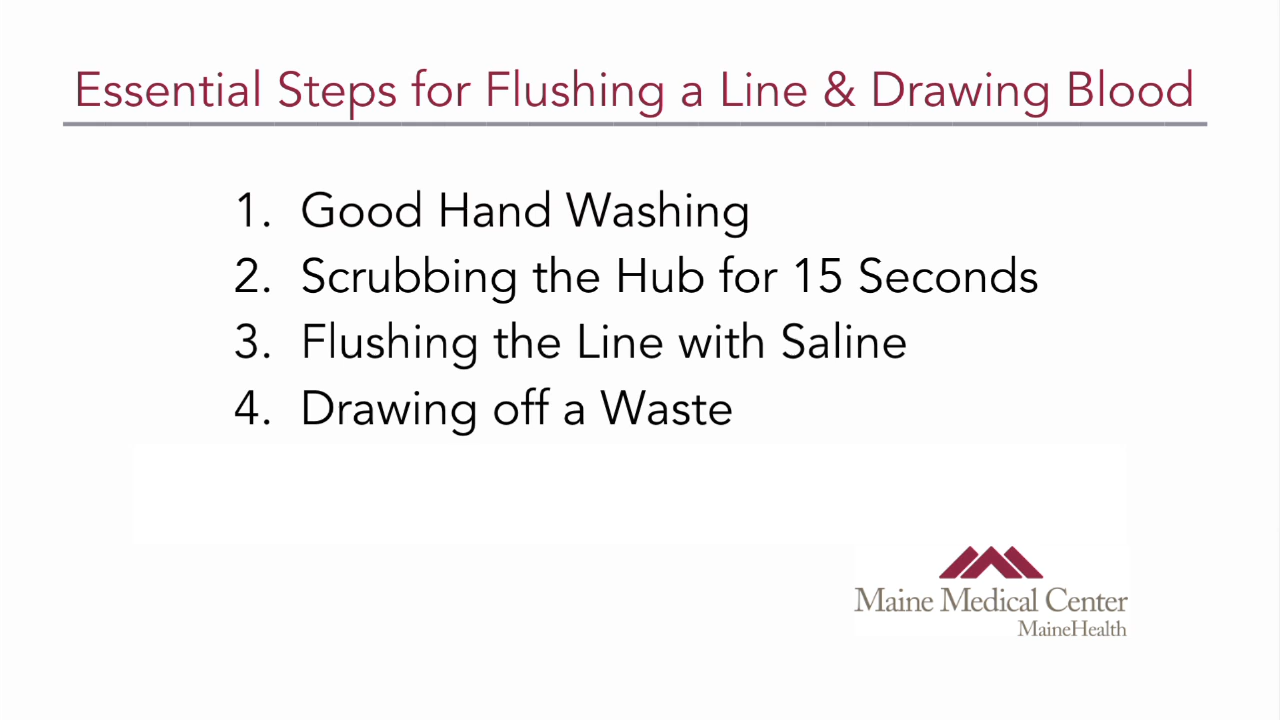 Essential Steps for Flushing a Line & Drawing Blood
1. Good Hand Washing
2. Scrubbing the Hub for 15 Seconds
3. Flushing the Line with Saline
4. Drawing off a Waste
Maine Medical Center
MaineHealth